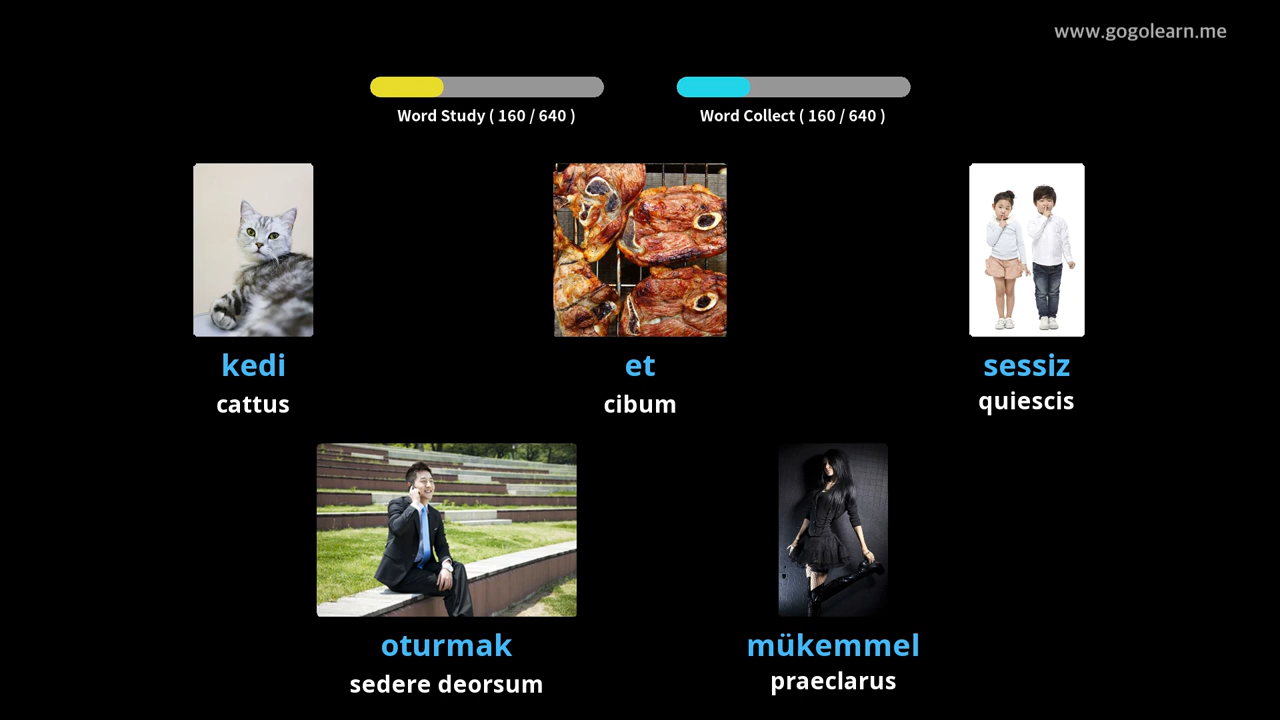 www.gogolearn.me
Word Study ( 160 / 640 )
Word Collect ( 160 / 640 )
kedi
cattus
et
cibum
sessiz
quiescis
oturmak
sedere deorsum
mükemmel
praeclarus